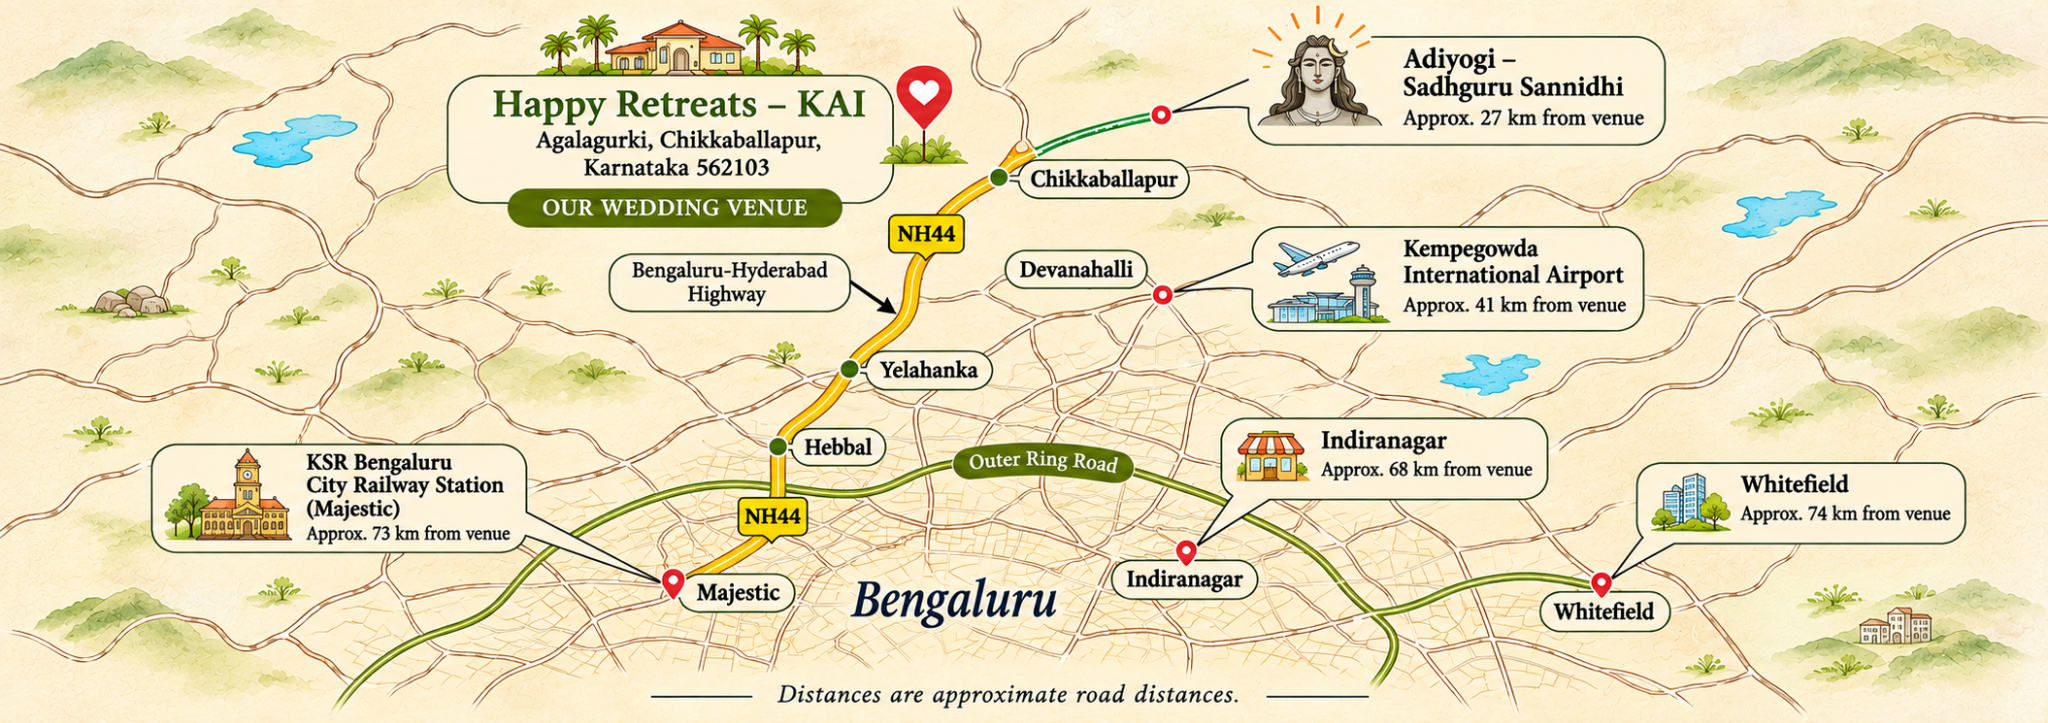 Happy Retreats – KAI
Agalagurki, Chikkaballapur,
Karnataka 562103
OUR WEDDING VENUE
Adiyogi –
Sadhguru Sannidhi
Approx. 27 km from venue
Chikkaballapur
NH44
Bengaluru-Hyderabad
Highway
Devanahalli
Kempegowda
International Airport
Approx. 41 km from venue
Yelahanka
Hebbal
Outer Ring Road
Indiranagar
Approx. 68 km from venue
KSR Bengaluru
City Railway Station
(Majestic)
Approx. 73 km from venue
Whitefield
Approx. 74 km from venue
NH44
Majestic
Bengaluru
Indiranagar
Whitefield
Distances are approximate road distances.